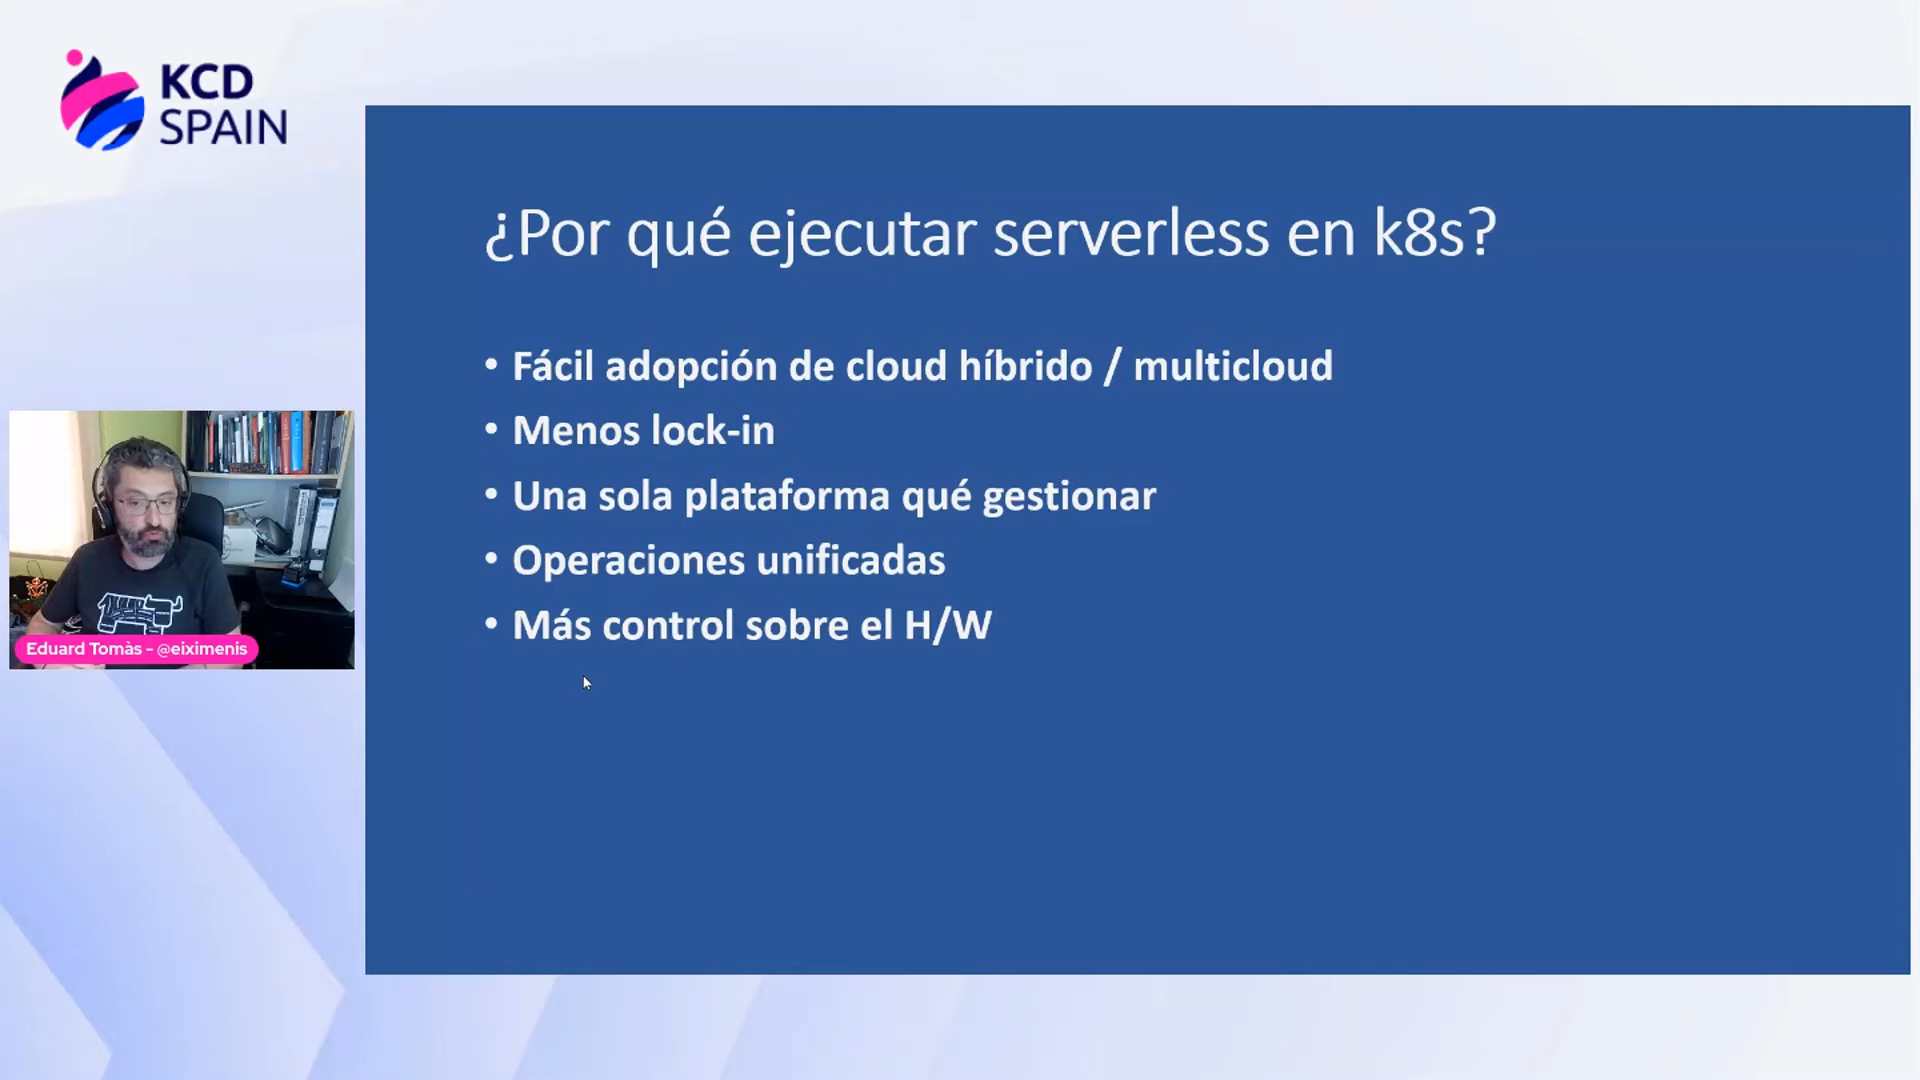 KCD
SPAIN
¿Por qué ejecutar serverless en k8s?
• Fácil adopción de cloud híbrido / multicloud
• Menos lock-in
• Una sola plataforma qué gestionar
• Operaciones unificadas
• Más control sobre el H/W
Eduard Tomàs - @eiximenis